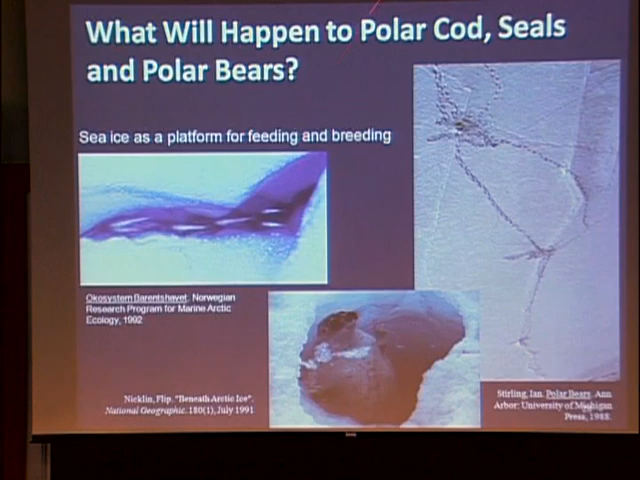 What Will Happen to Polar Cod, Seals
and Polar Bears?
Sea ice as a platform for feeding and breeding
Okosystem Barentshavet. Norwegian
Research Program for Marine Arctic
Ecology, 1992
Nicklin, Flip. "Beneath Arctic Ice".
National Geographic. 180(1), July 1991
Stirling, Ian. Polar Bears. Ann
Arbor: University of Michigan
Press, 1988.